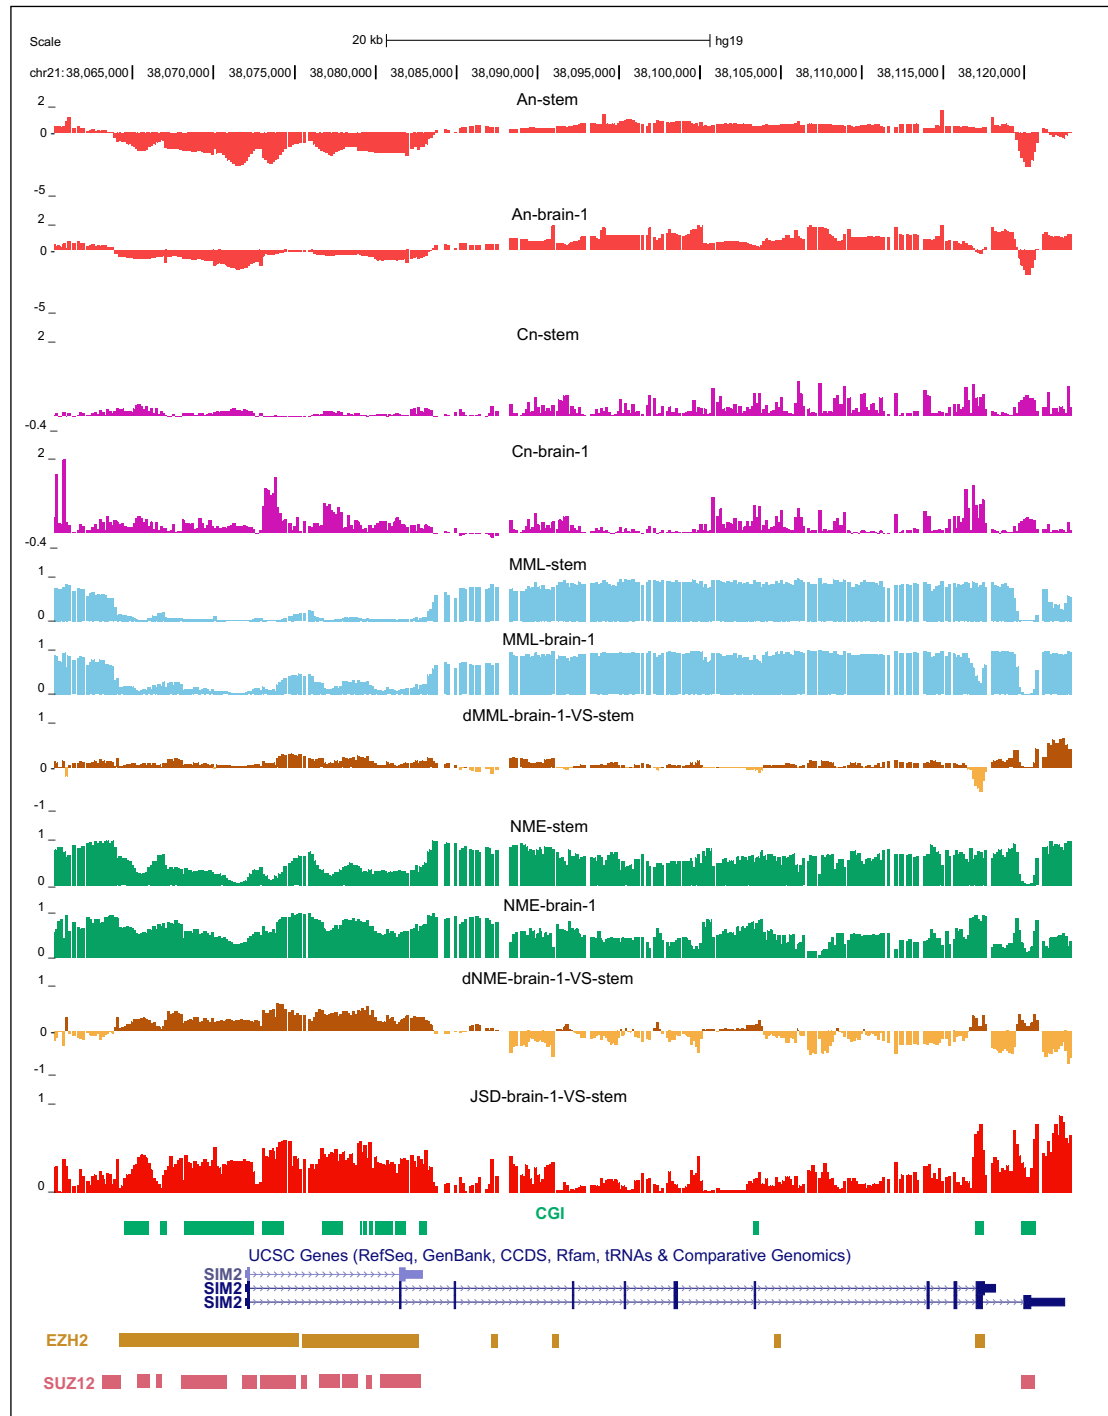 Scale 20 kb hg19
chr21: 38,065,000 38,070,000 38,075,000 38,080,000 38,085,000 38,090,000 38,095,000 38,100,000 38,105,000 38,110,000 38,115,000 38,120,000
An-stem
2
0
-5
An-brain-1
2
0
-5
Cn-stem
2
-0.4
Cn-brain-1
2
-0.4
MML-stem
1
0
MML-brain-1
1
0
dMML-brain-1-VS-stem
1
0
-1
NME-stem
1
0
NME-brain-1
1
0
dNME-brain-1-VS-stem
1
0
-1
JSD-brain-1-VS-stem
1
0
CGI
UCSC Genes (RefSeq, GenBank, CCDS, Rfam, tRNAs & Comparative Genomics)
SIM2
SIM2
SIM2
EZH2
SUZ12